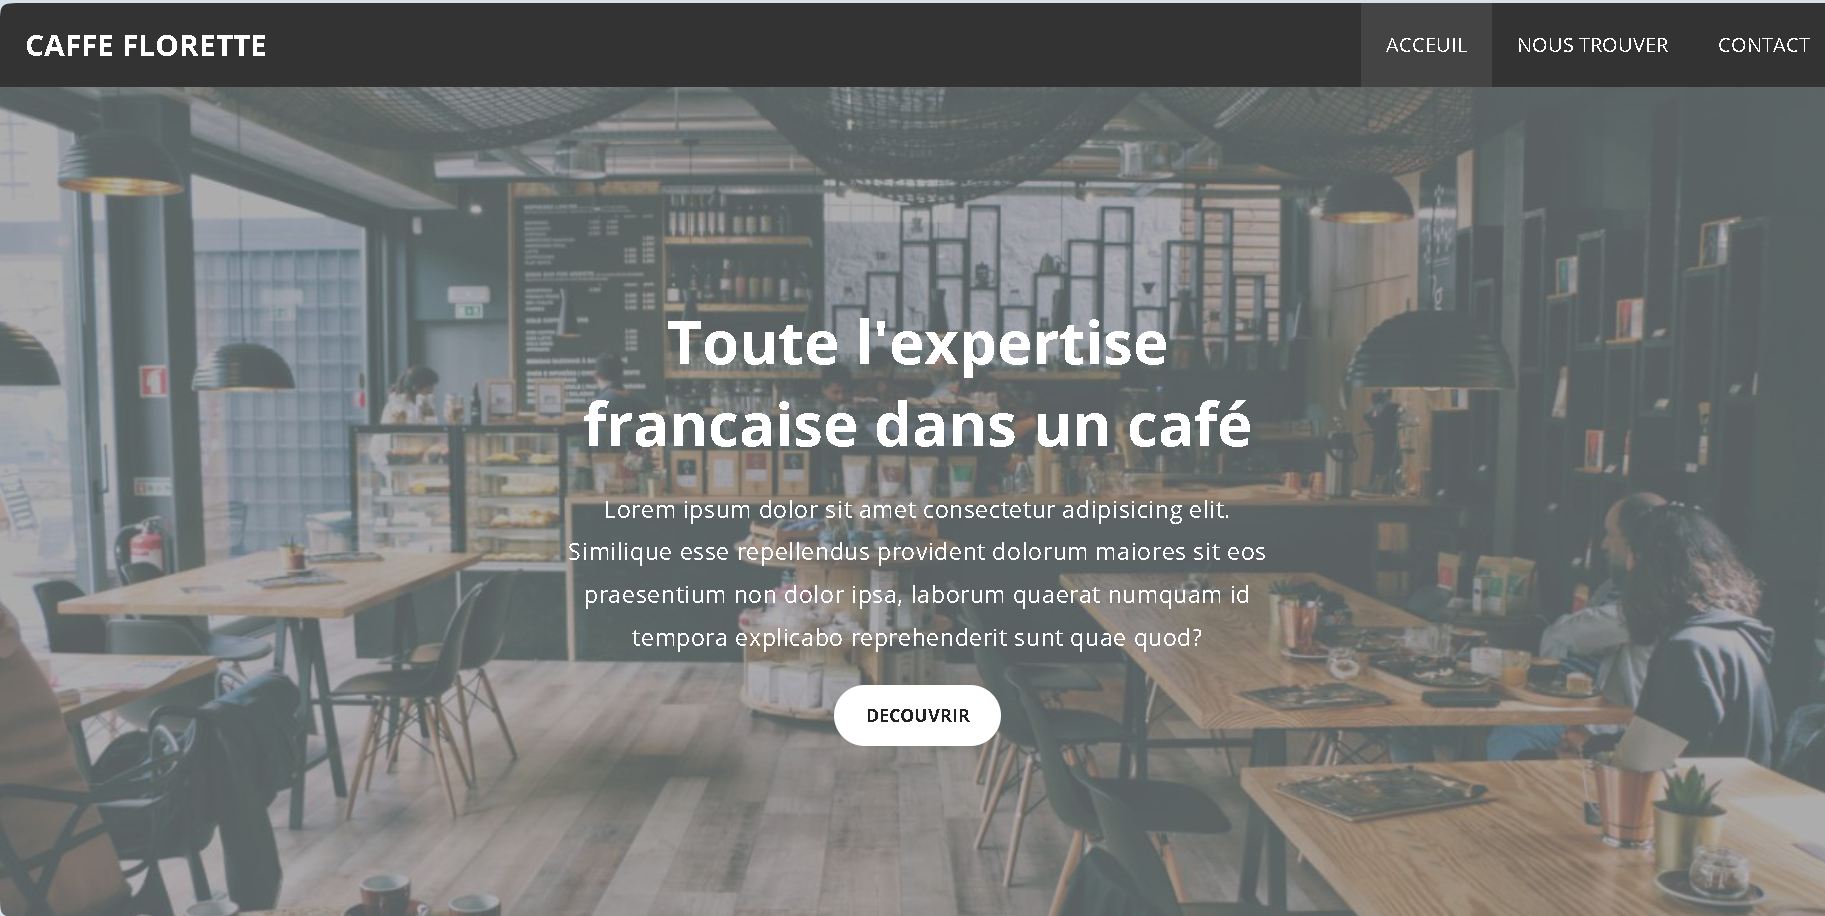 CAFFE FLORETTE
ACCEUIL
NOUS TROUVER
CONTACT
Toute l'expertise
francaise dans un café
Lorem ipsum dolor sit amet consectetur adipisicing elit.
Similique esse repellendus provident dolorum maiores sit eos
praesentium non dolor ipsa, laborum quaerat numquam id
tempora explicabo reprehenderit sunt quae quod?
DECOUVRIR